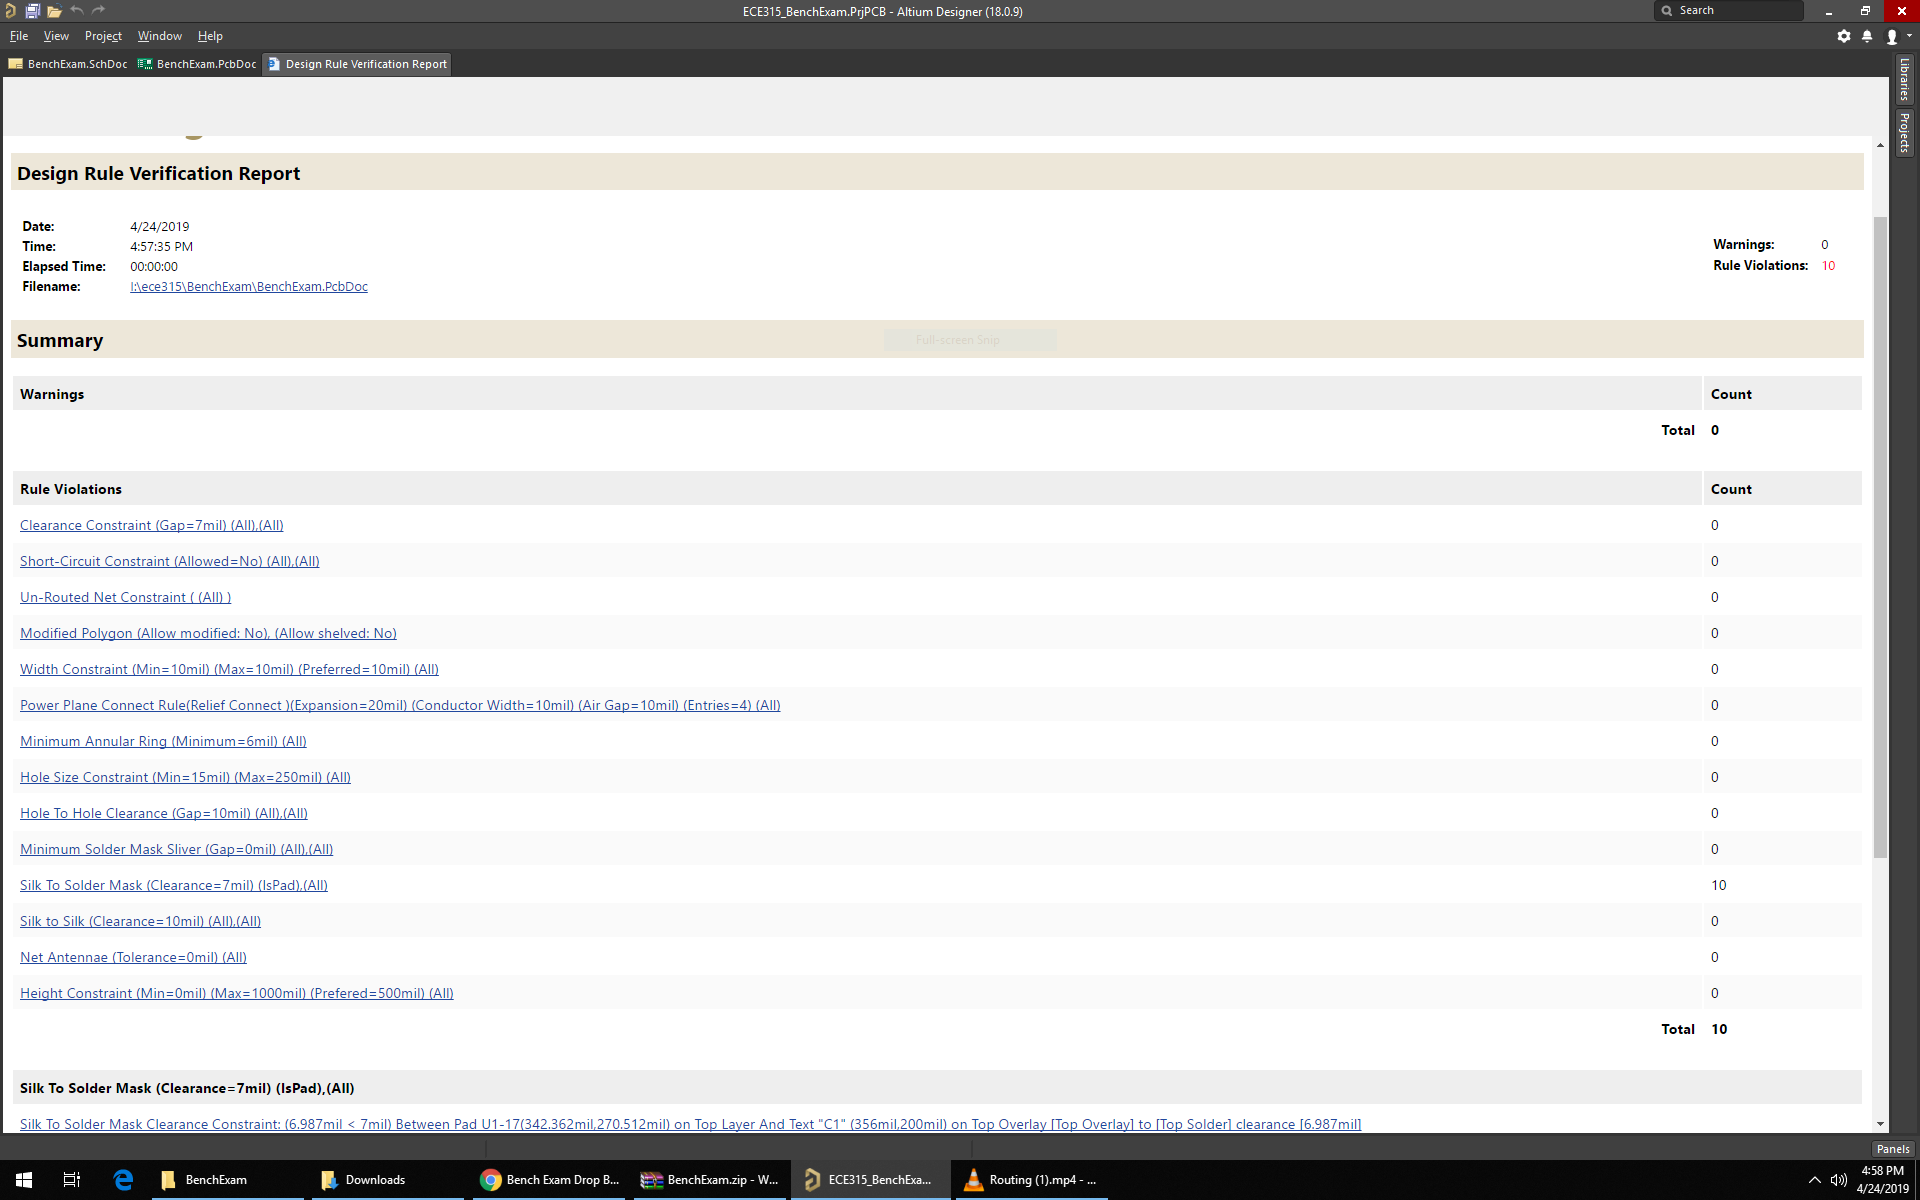 ECE315_BenchExam.PrjPCB - Altium Designer (18.0.9)
Search
File View Project Window Help
BenchExam.SchDoc BenchExam.PcbDoc Design Rule Verification Report
Libraries
Projects
Design Rule Verification Report
Date: 4/24/2019
Time: 4:57:35 PM
Elapsed Time: 00:00:00
Filename: I:\ece315\BenchExam\BenchExam.PcbDoc
Warnings: 0
Rule Violations: 10
Summary
Full-screen Snip
Warnings Count
Total 0
Rule Violations Count
Clearance Constraint (Gap=7mil) (All),(All) 0
Short-Circuit Constraint (Allowed=No) (All),(All) 0
Un-Routed Net Constraint ( (All) ) 0
Modified Polygon (Allow modified: No), (Allow shelved: No) 0
Width Constraint (Min=10mil) (Max=10mil) (Preferred=10mil) (All) 0
Power Plane Connect Rule(Relief Connect )(Expansion=20mil) (Conductor Width=10mil) (Air Gap=10mil) (Entries=4) (All) 0
Minimum Annular Ring (Minimum=6mil) (All) 0
Hole Size Constraint (Min=15mil) (Max=250mil) (All) 0
Hole To Hole Clearance (Gap=10mil) (All),(All) 0
Minimum Solder Mask Sliver (Gap=0mil) (All),(All) 0
Silk To Solder Mask (Clearance=7mil) (IsPad),(All) 10
Silk to Silk (Clearance=10mil) (All),(All) 0
Net Antennae (Tolerance=0mil) (All) 0
Height Constraint (Min=0mil) (Max=1000mil) (Prefered=500mil) (All) 0
Total 10
Silk To Solder Mask (Clearance=7mil) (IsPad),(All)
Silk To Solder Mask Clearance Constraint: (6.987mil < 7mil) Between Pad U1-17(342.362mil,270.512mil) on Top Layer And Text "C1" (356mil,200mil) on Top Overlay [Top Overlay] to [Top Solder] clearance [6.987mil]
Panels
BenchExam Downloads Bench Exam Drop B... BenchExam.zip - W... ECE315_BenchExa... Routing (1).mp4 - ...
4:58 PM
4/24/2019